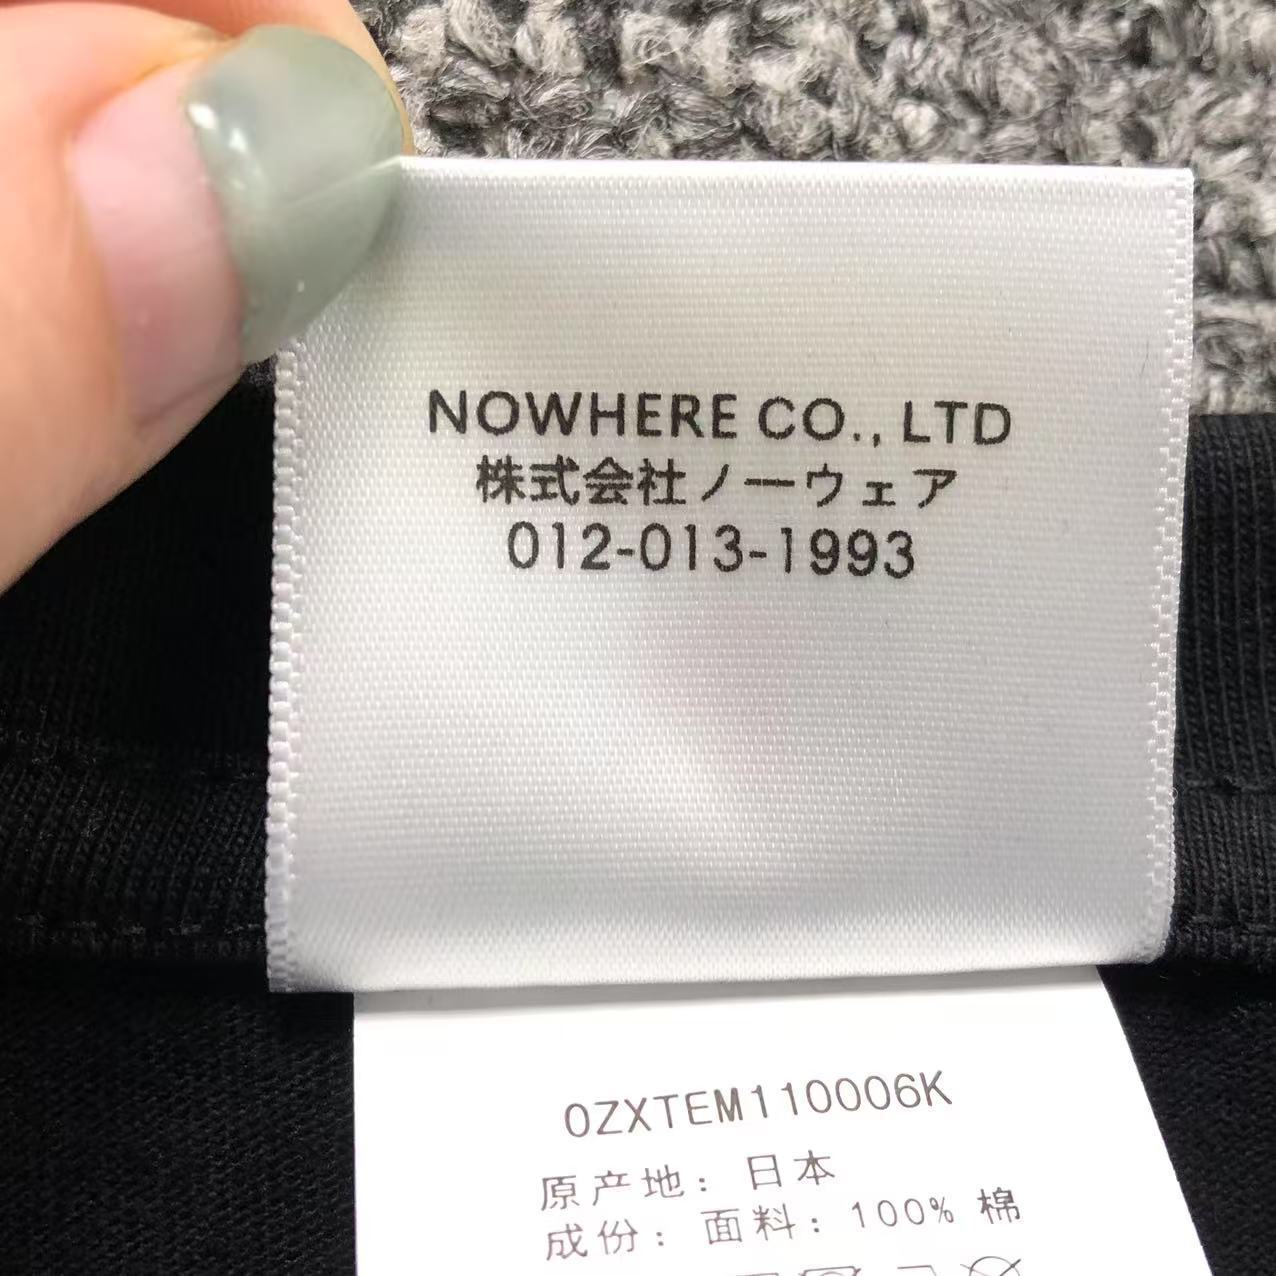 NOWHERE CO., LTD
株式会社ノーウェア
012-013-1993
0ZXTEM110006K
原产地：日本
成份：面料：100% 棉